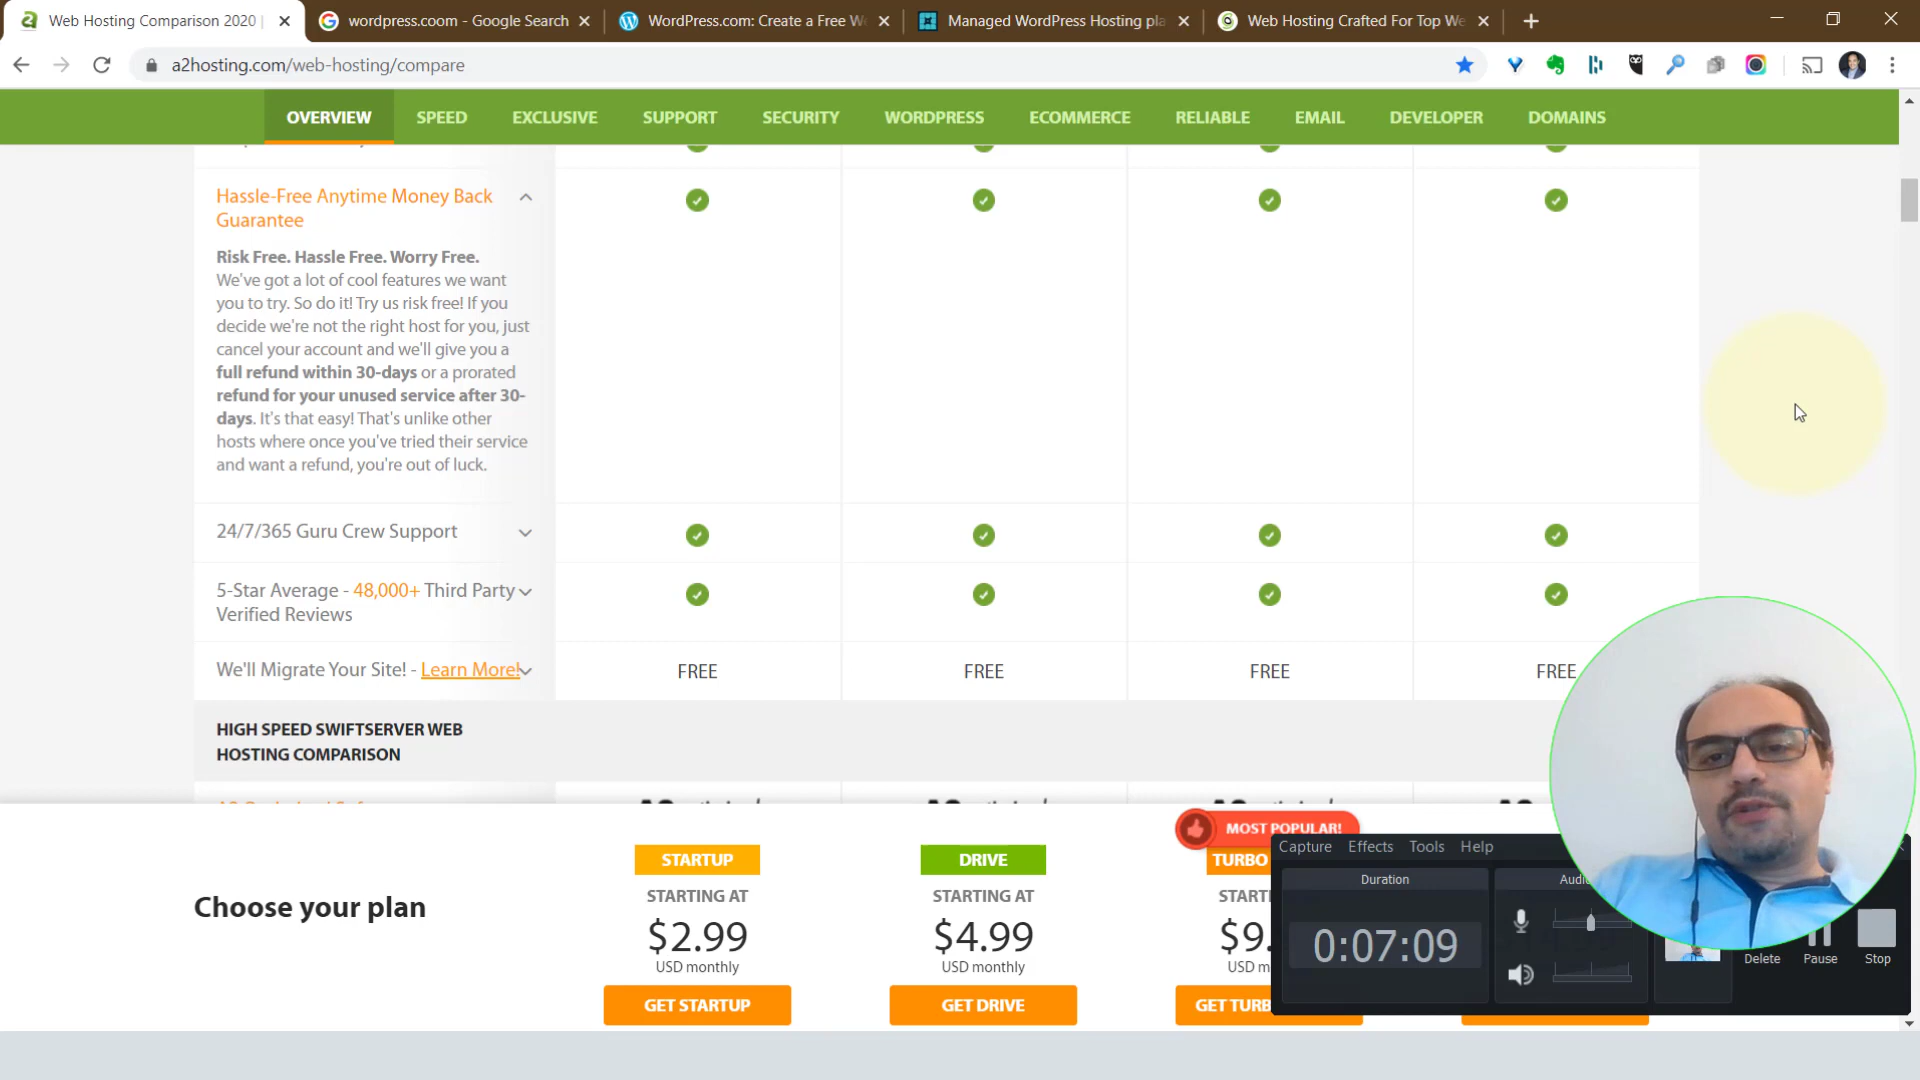 Web Hosting Comparison 2020 |
wordpress.coom - Google Search
WordPress.com: Create a Free W
Managed WordPress Hosting pla
Web Hosting Crafted For Top We
a2hosting.com/web-hosting/compare
OVERVIEW SPEED EXCLUSIVE SUPPORT SECURITY WORDPRESS ECOMMERCE RELIABLE EMAIL DEVELOPER DOMAINS
Hassle-Free Anytime Money Back
Guarantee
Risk Free. Hassle Free. Worry Free.
We've got a lot of cool features we want
you to try. So do it! Try us risk free! If you
decide we're not the right host for you, just
cancel your account and we'll give you a
full refund within 30-days or a prorated
refund for your unused service after 30-
days. It's that easy! That's unlike other
hosts where once you've tried their service
and want a refund, you're out of luck.
24/7/365 Guru Crew Support
5-Star Average - 48,000+ Third Party
Verified Reviews
We'll Migrate Your Site! - Learn More! FREE FREE FREE FREE
HIGH SPEED SWIFTSERVER WEB
HOSTING COMPARISON
Choose your plan
STARTUP
STARTING AT
$2.99
USD monthly
GET STARTUP
DRIVE
STARTING AT
$4.99
USD monthly
GET DRIVE
MOST POPULAR!
TURBO
START
$9.
USD m
GET TURB
Capture Effects Tools Help
Duration
0:07:09
Audi
Delete Pause Stop